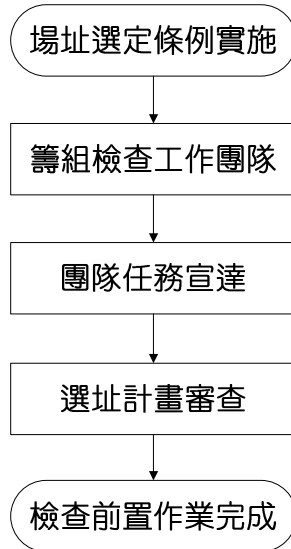 場址選定條例實施
籌組檢查工作團隊
團隊任務宣達
選址計畫審查
檢查前置作業完成